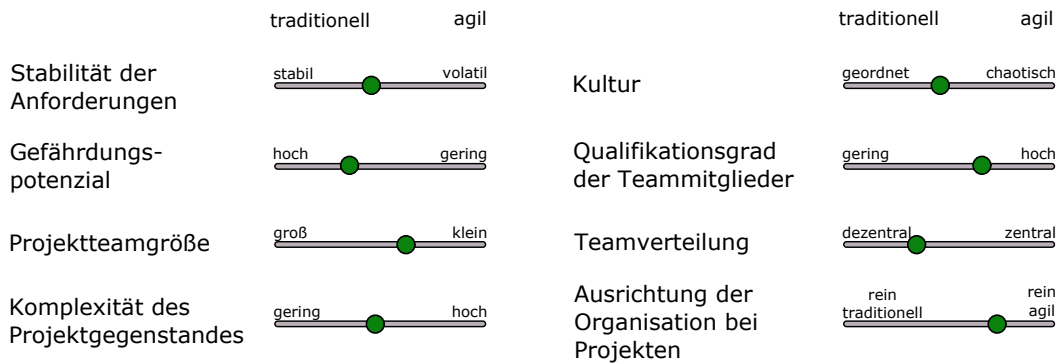 traditionell agil
Stabilität der
Anforderungen
stabil volatil
Gefährdungs-
potenzial
hoch gering
Projektteamgröße
groß klein
Komplexität des
Projektgegenstandes
gering hoch
traditionell agil
Kultur
geordnet chaotisch
Qualifikationsgrad
der Teammitglieder
gering hoch
Teamverteilung
dezentral zentral
Ausrichtung der
Organisation bei
Projekten
rein
traditionell
rein
agil